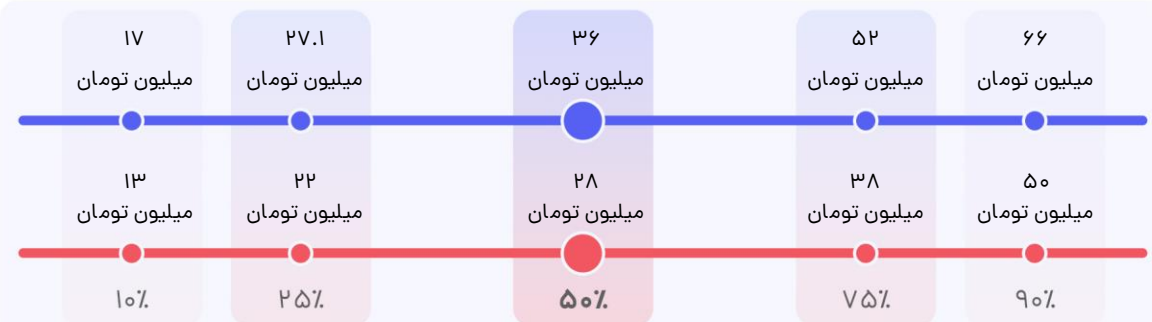 ۱۷ ۲۷.۱ ۳۶ ۵۲ ۶۶
میلیون تومان میلیون تومان میلیون تومان میلیون تومان میلیون تومان
۱۳ ۲۲ ۲۸ ۳۸ ۵۰
میلیون تومان میلیون تومان میلیون تومان میلیون تومان میلیون تومان
۱۰٪ ۲۵٪ ۵۰٪ ۷۵٪ ۹۰٪